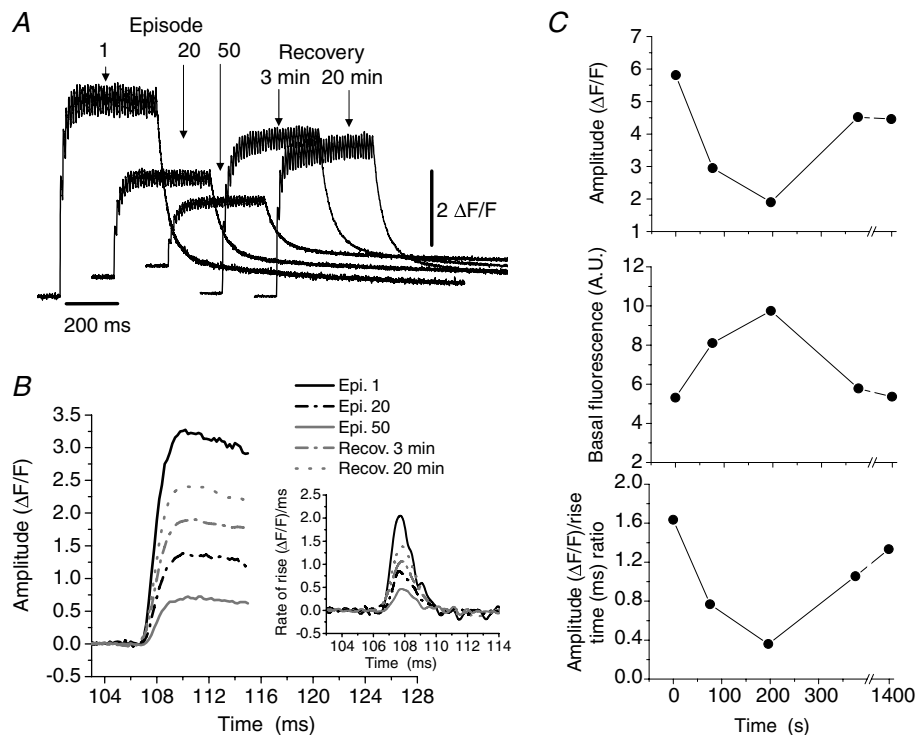 A
Episode
1
20
50
Recovery
3 min
20 min
2 ΔF/F
200 ms
B
Epi. 1
Epi. 20
Epi. 50
Recov. 3 min
Recov. 20 min
Amplitude (ΔF/F)
3.5
3.0
2.5
2.0
1.5
1.0
0.5
0.0
-0.5
104 108 112 116 120 124 128
Time (ms)
Rate of rise (ΔF/F)/ms
2.5
2.0
1.5
1.0
0.5
0.0
-0.5
104 106 108 110 112 114
Time (ms)
C
Amplitude (ΔF/F)
7
6
5
4
3
2
1
0 100 200 300 1400
Basal fluorescence (A.U.)
12
10
8
6
4
2
Amplitude (ΔF/F)/rise
time (ms) ratio
2.0
1.6
1.2
0.8
0.4
0.0
0 100 200 300 1400
Time (s)